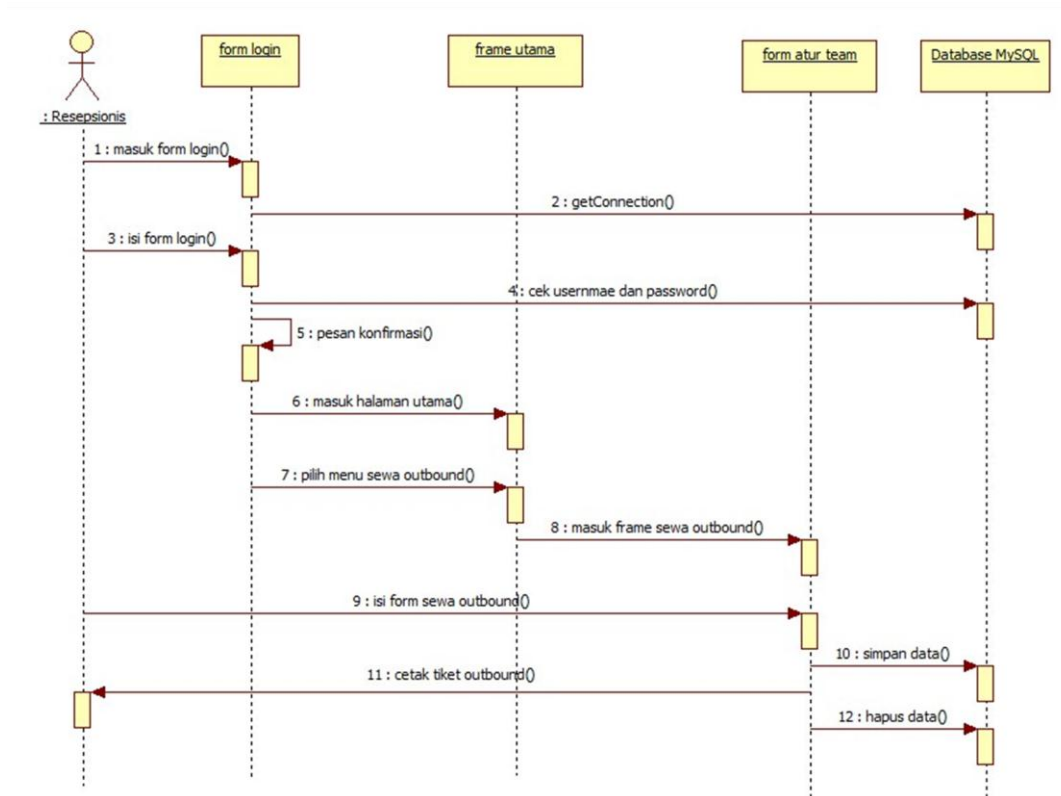 form login
frame utama
form atur team
Database MySQL
: Resepsionis
1 : masuk form login()
2 : getConnection()
3 : isi form login()
4 : cek usernmae dan password()
5 : pesan konfirmasi()
6 : masuk halaman utama()
7 : pilih menu sewa outbound()
8 : masuk frame sewa outbound()
9 : isi form sewa outbound()
10 : simpan data()
11 : cetak tiket outbound()
12 : hapus data()